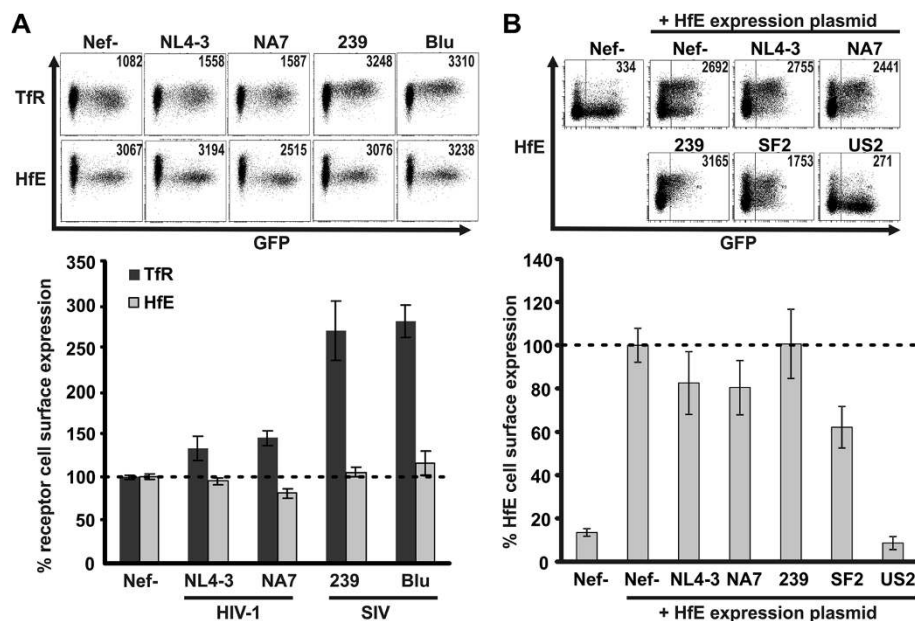 A
Nef- NL4-3 NA7 239 Blu
TfR
1082 1558 1587 3248 3310
HfE
3067 3194 2515 3076 3238
GFP
% receptor cell surface expression
350
300
250
200
150
100
50
0
TfR
HfE
Nef- NL4-3 NA7 239 Blu
HIV-1 SIV
B
+ HfE expression plasmid
Nef- Nef- NL4-3 NA7
334 2692 2755 2441
HfE
239 SF2 US2
3165 1753 271
GFP
% HfE cell surface expression
140
120
100
80
60
40
20
0
Nef- Nef- NL4-3 NA7 239 SF2 US2
+ HfE expression plasmid